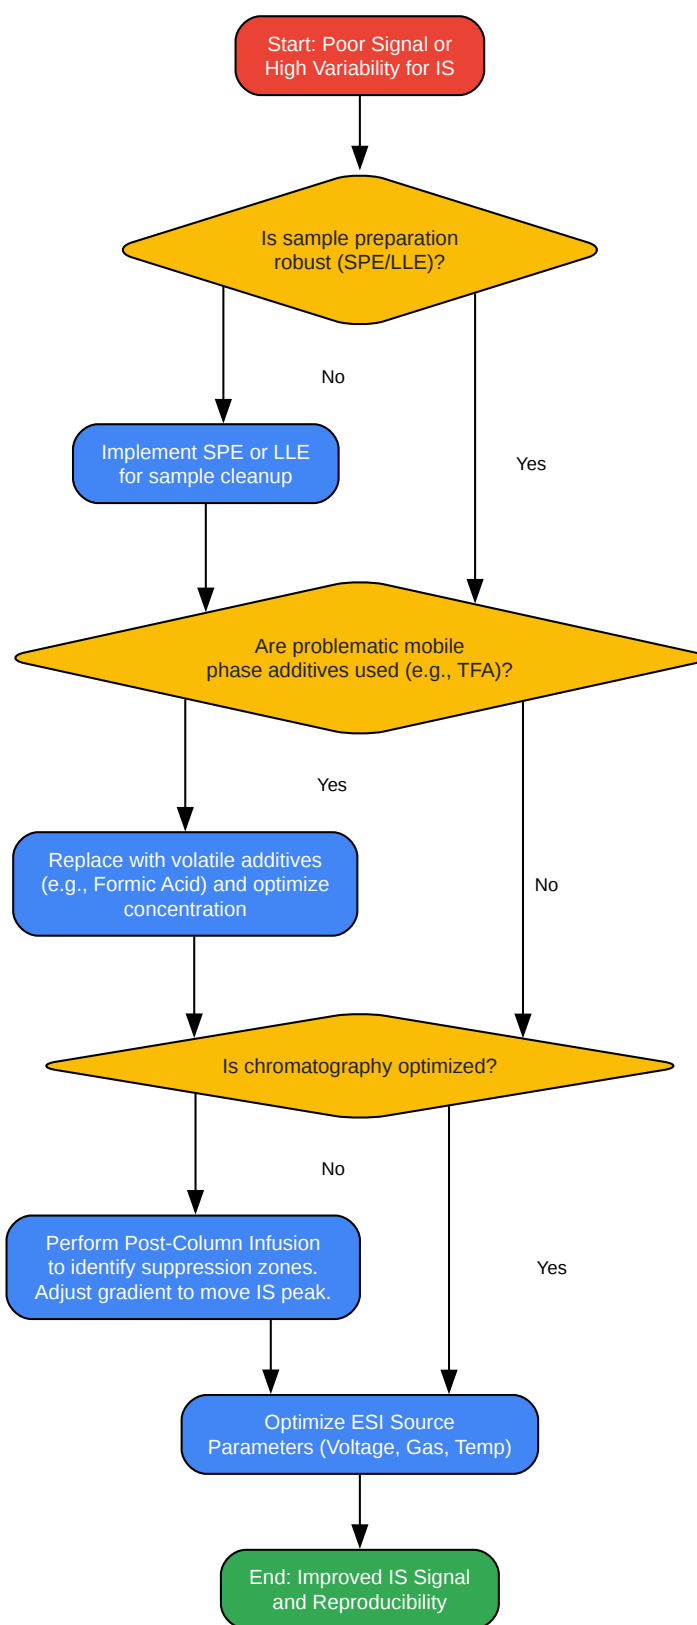 Start: Poor Signal or
High Variability for IS
Is sample preparation
robust (SPE/LLE)?
No
Implement SPE or LLE
for sample cleanup
Yes
Are problematic mobile
phase additives used (e.g., TFA)?
Yes
Replace with volatile additives
(e.g., Formic Acid) and optimize
concentration
No
Is chromatography optimized?
No
Perform Post-Column Infusion
to identify suppression zones.
Adjust gradient to move IS peak.
Yes
Optimize ESI Source
Parameters (Voltage, Gas, Temp)
End: Improved IS Signal
and Reproducibility